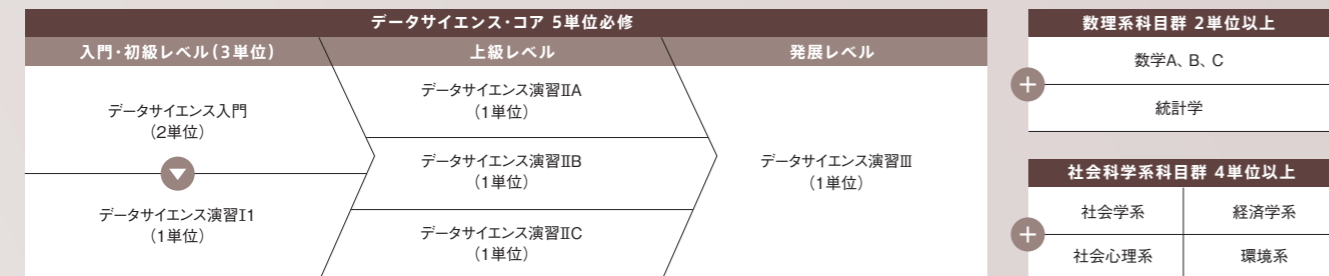 データサイエンス・コア 5単位必修
入門・初級レベル(3単位)
上級レベル
発展レベル
データサイエンス入門
(2単位)
データサイエンス演習I1
(1単位)
データサイエンス演習ⅡA
(1単位)
データサイエンス演習ⅡB
(1単位)
データサイエンス演習ⅡC
(1単位)
データサイエンス演習Ⅲ
(1単位)
数理系科目群 2単位以上
数学A、B、C
統計学
社会科学系科目群 4単位以上
社会学系
経済学系
社会心理系
環境系